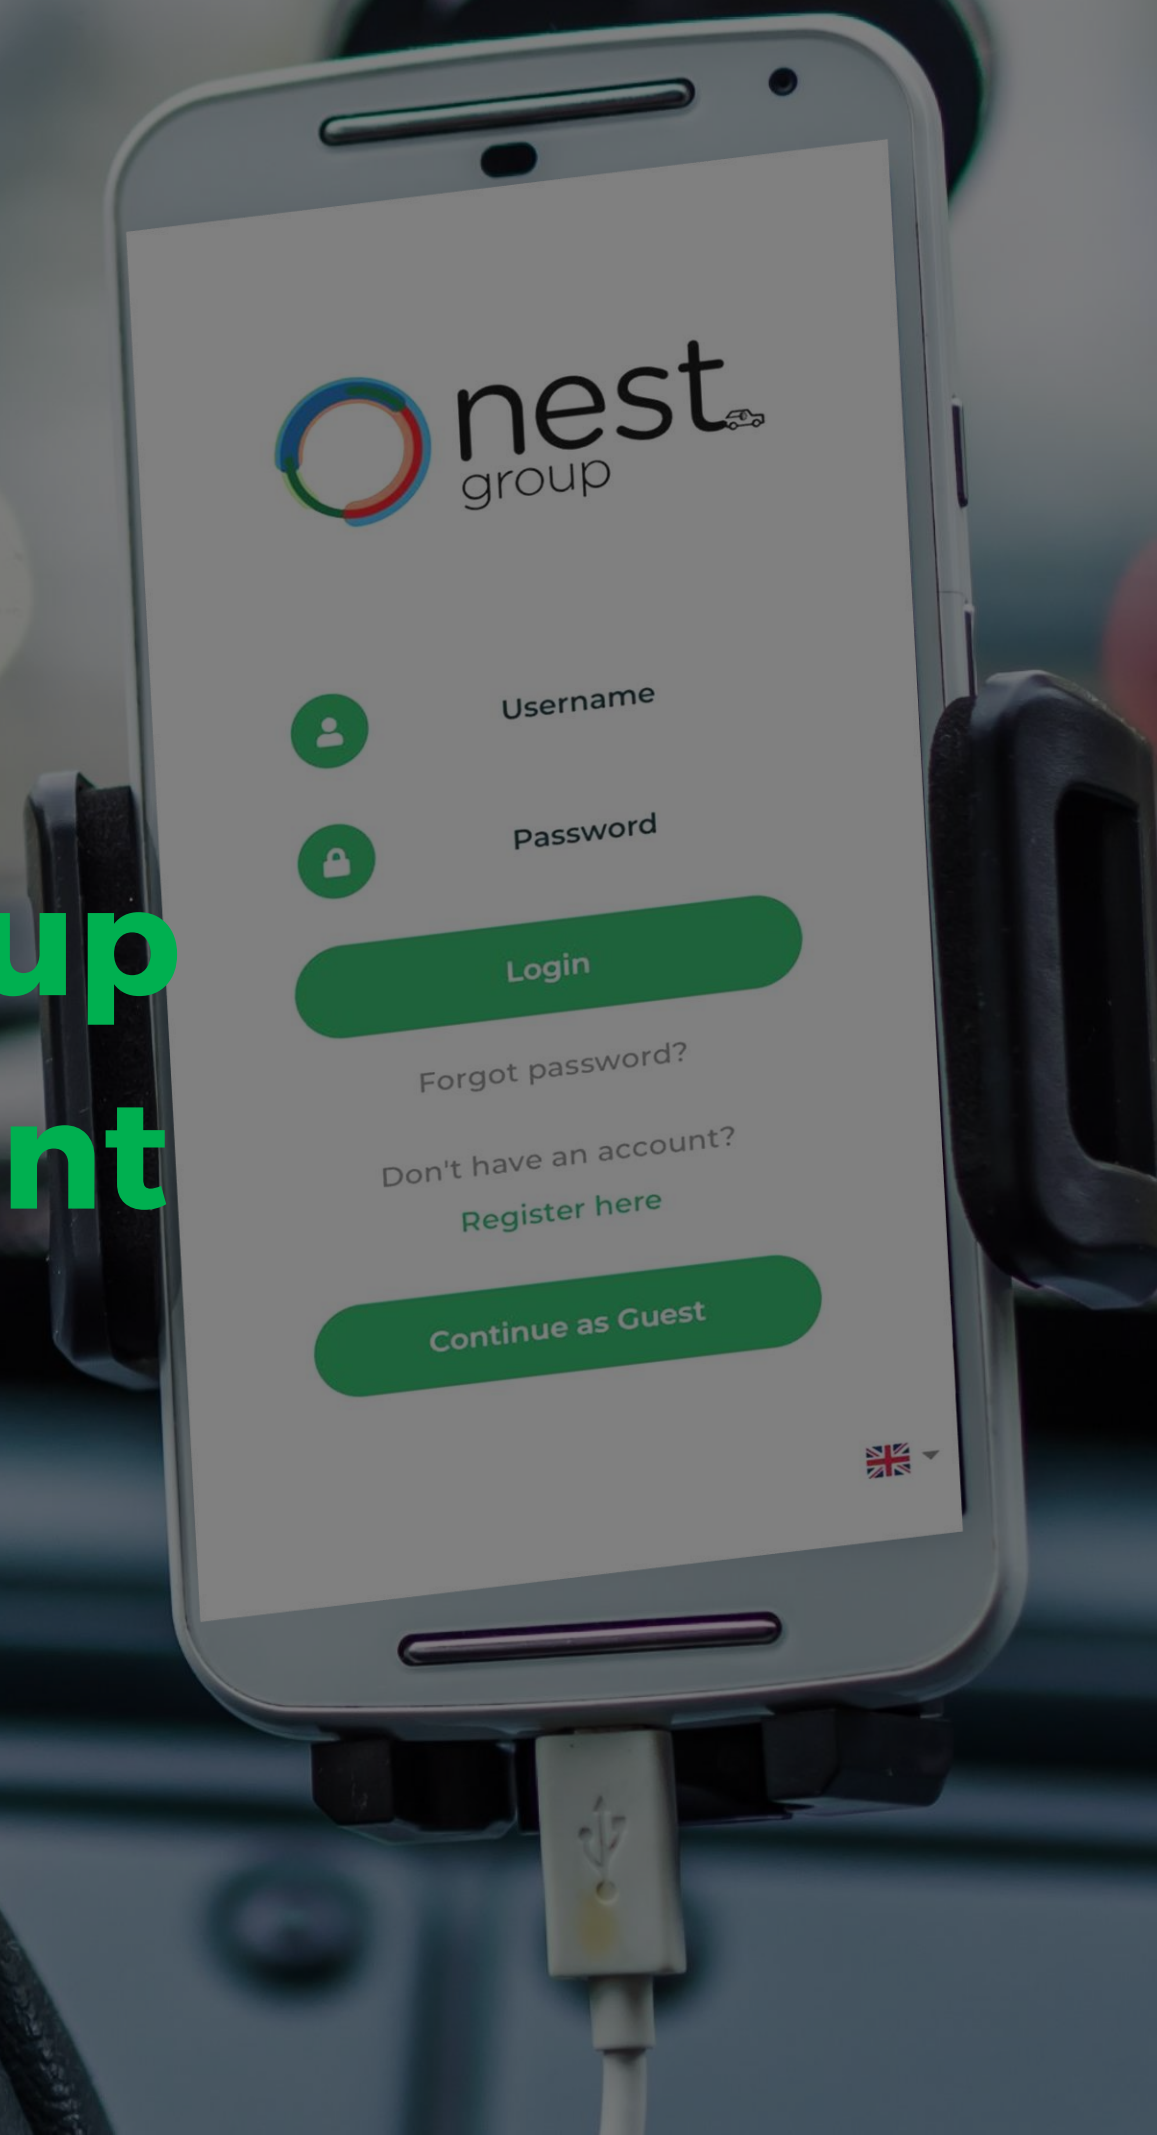 nest
group
Username
Password
Login
up
Forgot password?
nt
Don't have an account?
Register here
Continue as Guest